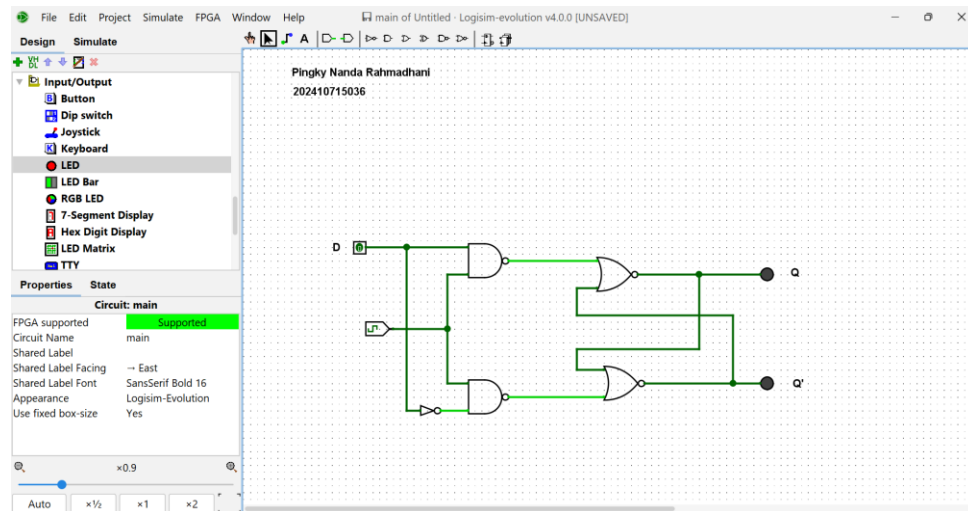 File Edit Project Simulate FPGA Window Help
main of Untitled · Logisim-evolution v4.0.0 [UNSAVED]
Design Simulate
VH
DL
Input/Output
Button
Dip switch
Joystick
Keyboard
LED
LED Bar
RGB LED
7-Segment Display
Hex Digit Display
LED Matrix
TTY
Properties State
Circuit: main
FPGA supported Supported
Circuit Name main
Shared Label
Shared Label Facing → East
Shared Label Font SansSerif Bold 16
Appearance Logisim-Evolution
Use fixed box-size Yes
×0.9
Auto ×½ ×1 ×2
A
Pingky Nanda Rahmadhani
202410715036
D 0
Q
Q'